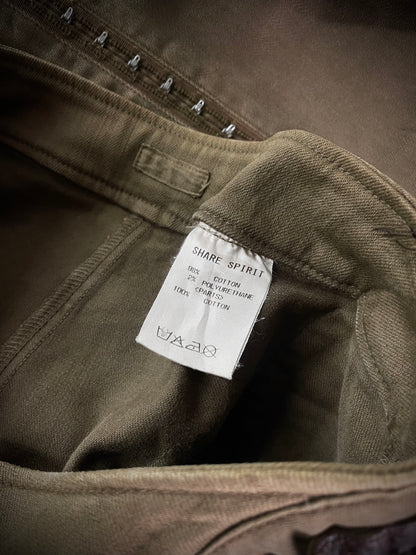 SHARE SPIRIT
98% COTTON
2% POLYURETHANE
<PARTS>
100% COTTON